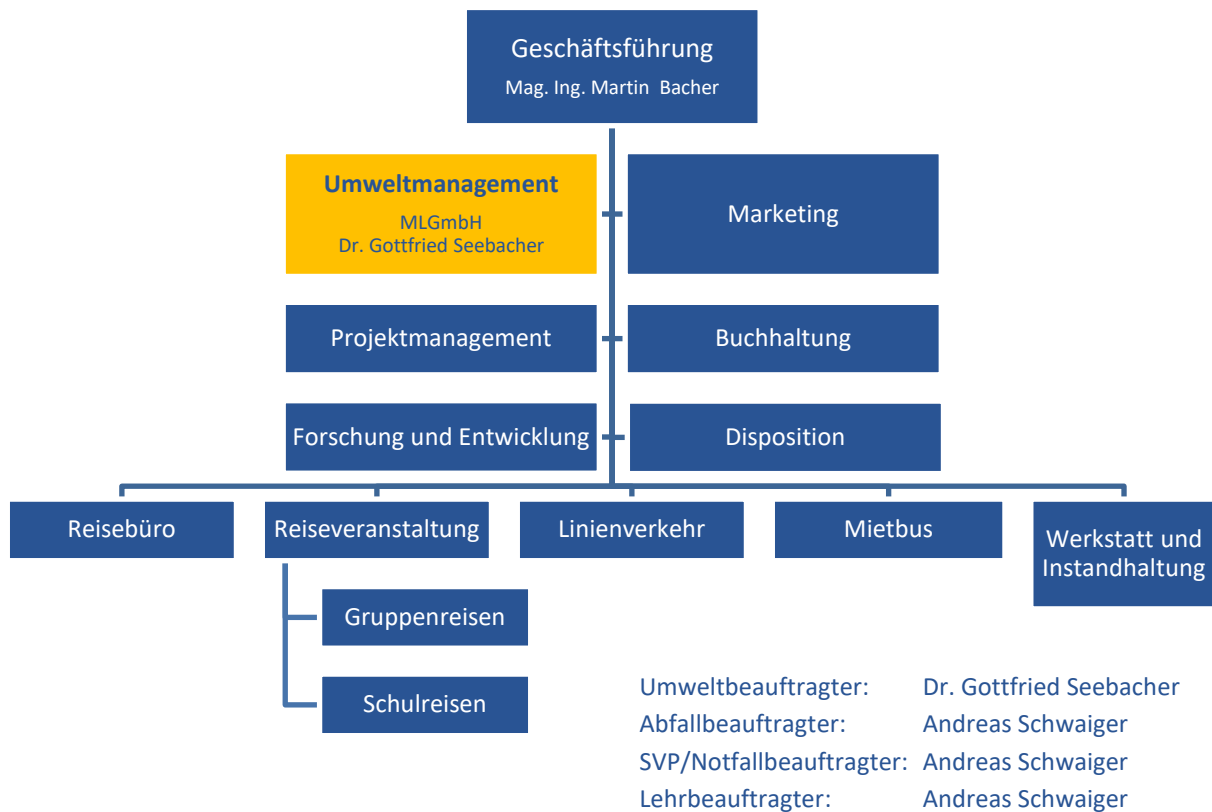 Geschäftsführung
Mag. Ing. Martin Bacher
Umweltmanagement
MLGmbH
Dr. Gottfried Seebacher
Marketing
Projektmanagement
Buchhaltung
Forschung und Entwicklung
Disposition
Reisebüro
Reiseveranstaltung
Linienverkehr
Mietbus
Werkstatt und
Instandhaltung
Gruppenreisen
Schulreisen
Umweltbeauftragter: Dr. Gottfried Seebacher
Abfallbeauftragter: Andreas Schwaiger
SVP/Notfallbeauftragter: Andreas Schwaiger
Lehrbeauftragter: Andreas Schwaiger